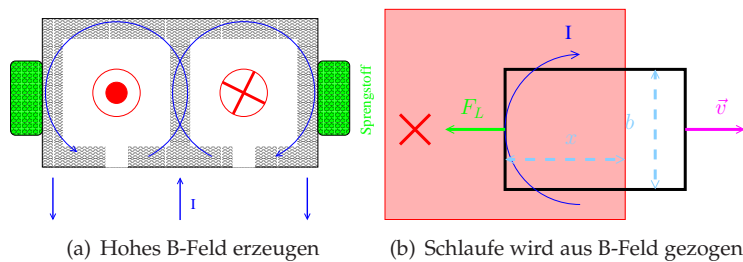 I
Sprengstoff
(a) Hohes B-Feld erzeugen
I
F_L
x
b
v⃗
(b) Schlaufe wird aus B-Feld gezogen